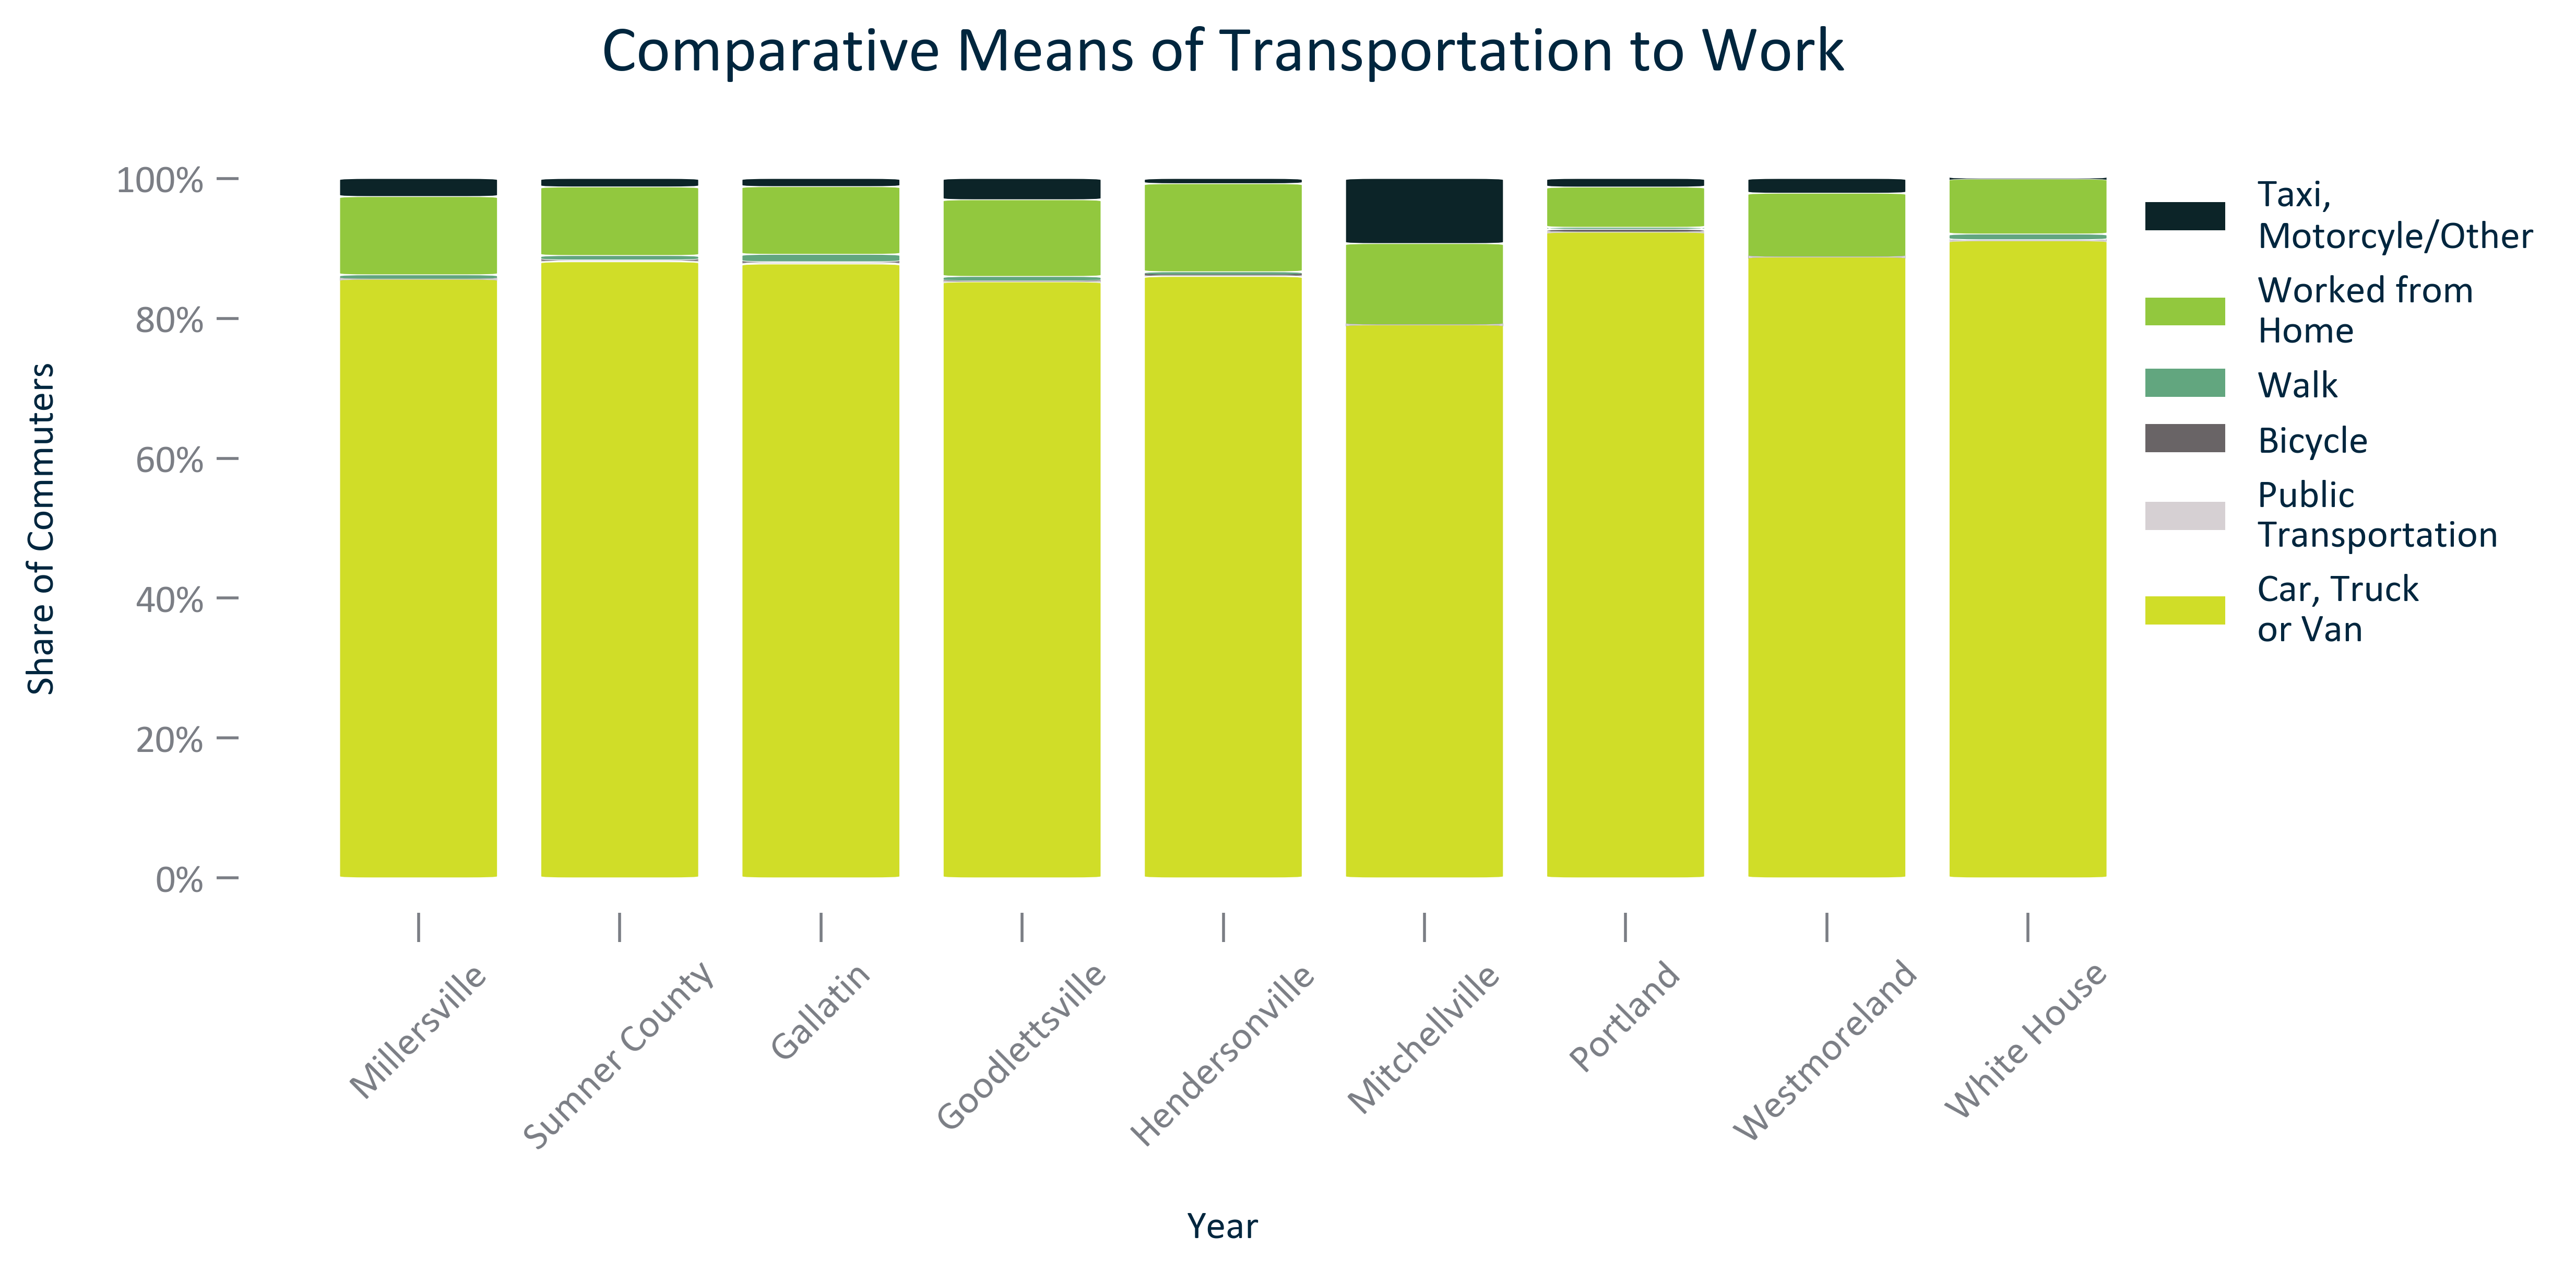 Comparative Means of Transportation to Work
Share of Commuters
100%
80%
60%
40%
20%
0%
Taxi,
Motorcyle/Other
Worked from
Home
Walk
Bicycle
Public
Transportation
Car, Truck
or Van
Millersville
Sumner County
Gallatin
Goodlettsville
Hendersonville
Mitchellville
Portland
Westmoreland
White House
Year